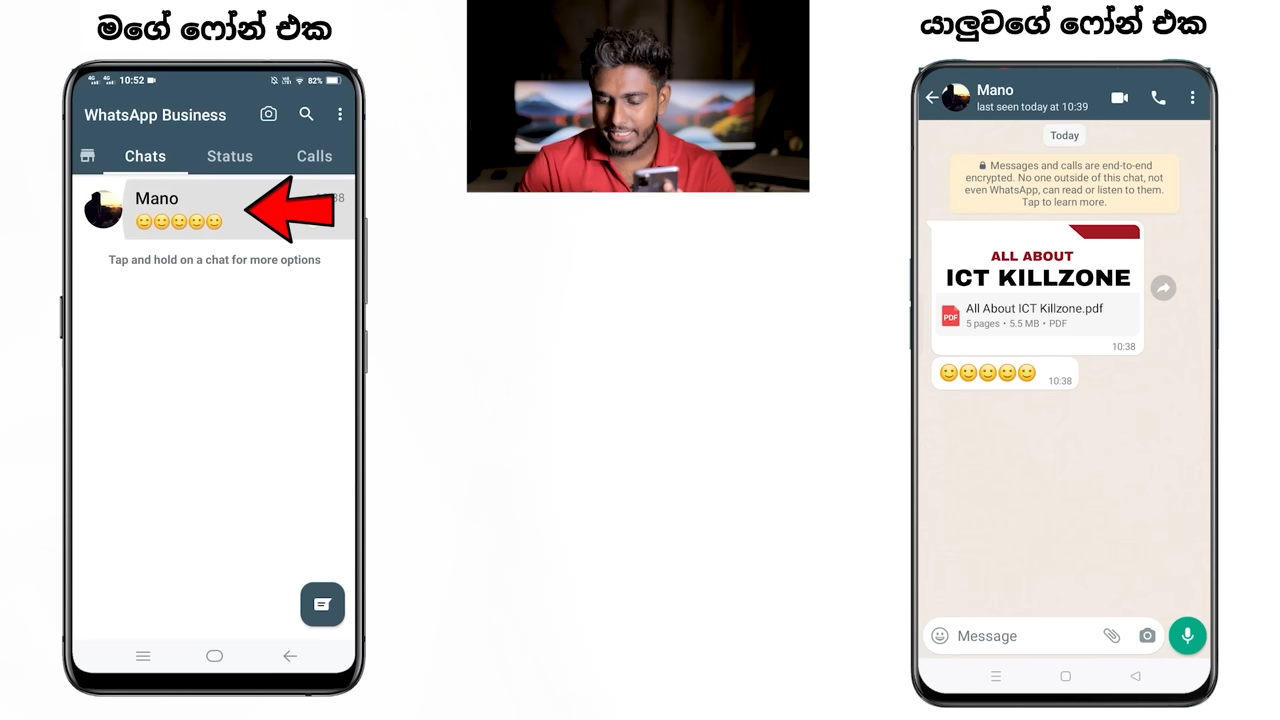 මගේ ෆෝන් එක
10:52
82%
WhatsApp Business
Chats
Status
Calls
Mano
Tap and hold on a chat for more options
යාලුවගේ ෆෝන් එක
Mano
last seen today at 10:39
Today
Messages and calls are end-to-end
encrypted. No one outside of this chat, not
even WhatsApp, can read or listen to them.
Tap to learn more.
ALL ABOUT
ICT KILLZONE
PDF
All About ICT Killzone.pdf
5 pages • 5.5 MB • PDF
10:38
10:38
Message